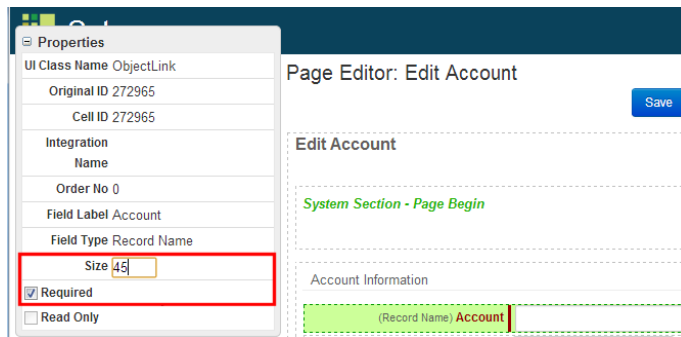 Properties
UI Class Name ObjectLink
Original ID 272965
Cell ID 272965
Integration
Name
Order No 0
Field Label Account
Field Type Record Name
Size 45
Required
Read Only
Page Editor: Edit Account
Save
Edit Account
System Section - Page Begin
Account Information
(Record Name) Account